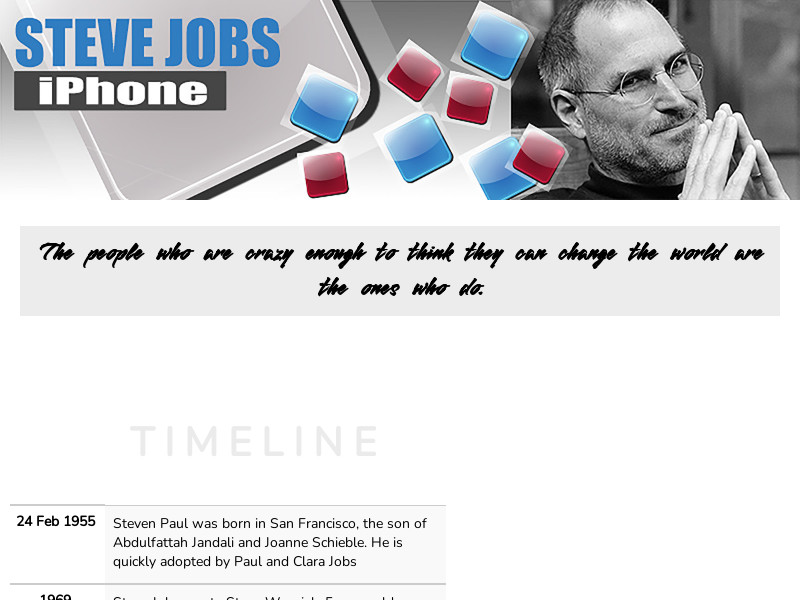 STEVE JOBS
iPhone
The people who are crazy enough to think they can change the world are
the ones who do.
TIMELINE
24 Feb 1955
Steven Paul was born in San Francisco, the son of
Abdulfattah Jandali and Joanne Schieble. He is
quickly adopted by Paul and Clara Jobs
1969